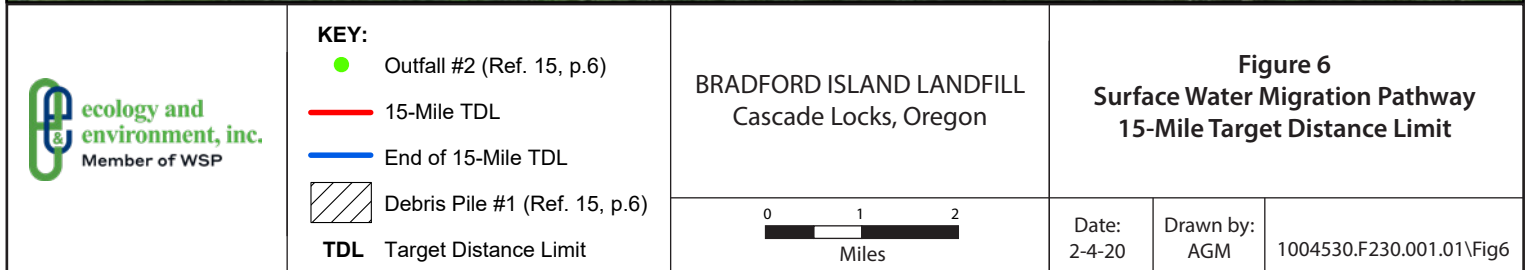 ecology and
environment, inc.
Member of WSP
KEY:
Outfall #2 (Ref. 15, p.6)
15-Mile TDL
End of 15-Mile TDL
Debris Pile #1 (Ref. 15, p.6)
TDL Target Distance Limit
BRADFORD ISLAND LANDFILL
Cascade Locks, Oregon
0 1 2
Miles
Figure 6
Surface Water Migration Pathway
15-Mile Target Distance Limit
Date:
2-4-20
Drawn by:
AGM
1004530.F230.001.01\Fig6